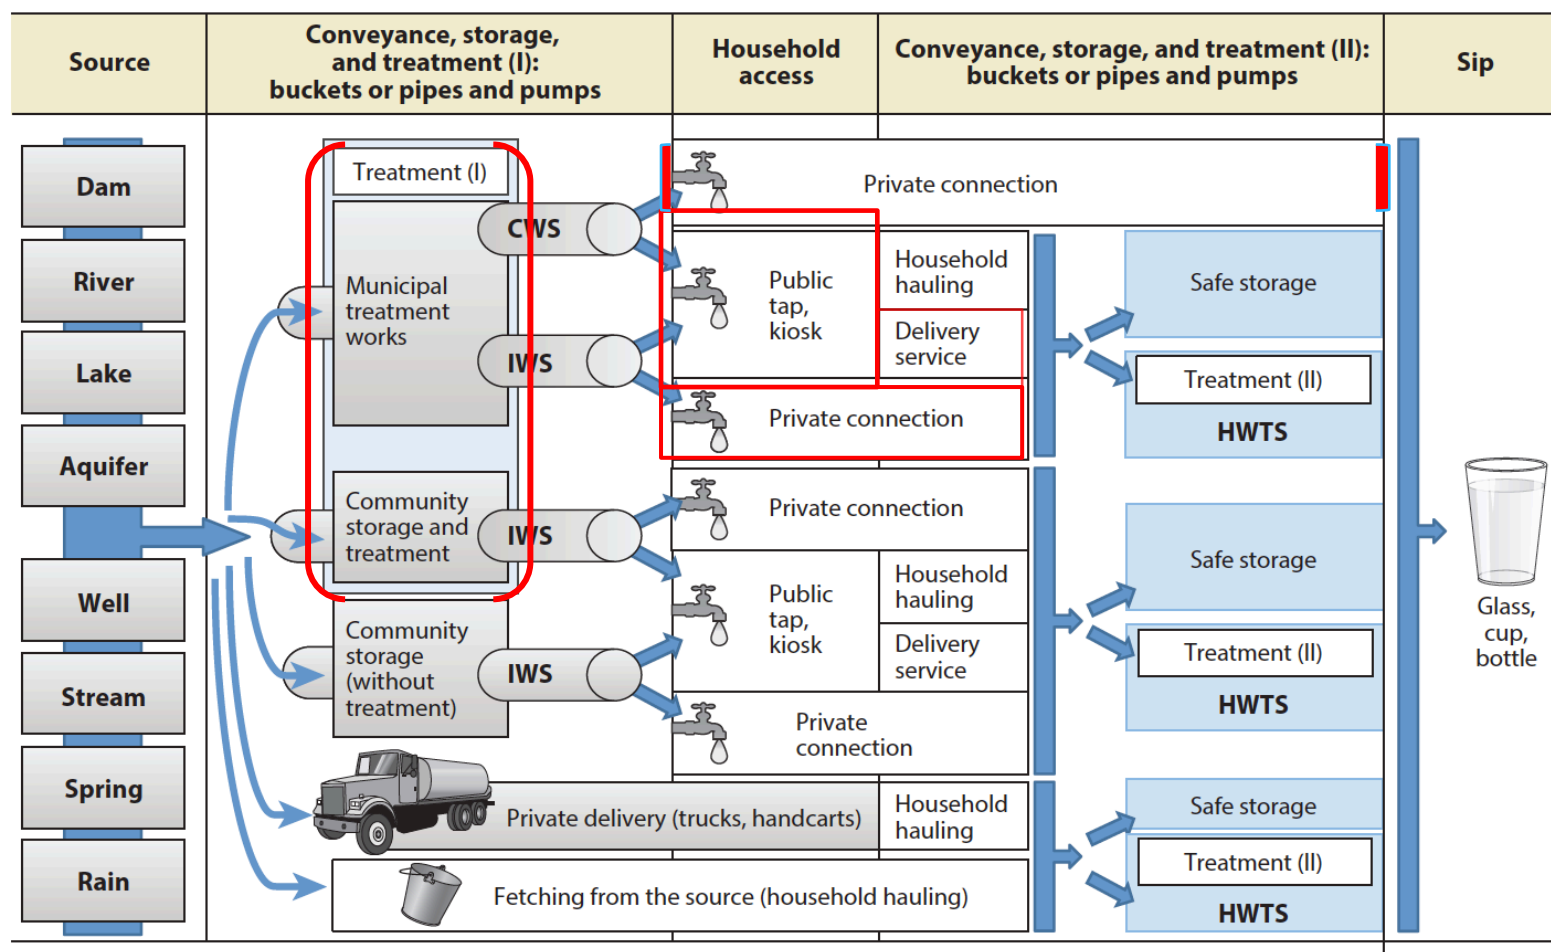 Source
Conveyance, storage,
and treatment (I):
buckets or pipes and pumps
Household
access
Conveyance, storage, and treatment (II):
buckets or pipes and pumps
Sip
Dam
River
Lake
Aquifer
Well
Stream
Spring
Rain
Treatment (I)
Municipal
treatment
works
CWS
IWS
Community
storage and
treatment
IWS
Community
storage
(without
treatment)
IWS
Private connection
Public
tap,
kiosk
Household
hauling
Delivery
service
Private connection
Safe storage
Treatment (II)
HWTS
Private connection
Public
tap,
kiosk
Household
hauling
Delivery
service
Private
connection
Safe storage
Treatment (II)
HWTS
Private delivery (trucks, handcarts)
Household
hauling
Fetching from the source (household hauling)
Safe storage
Treatment (II)
HWTS
Glass,
cup,
bottle